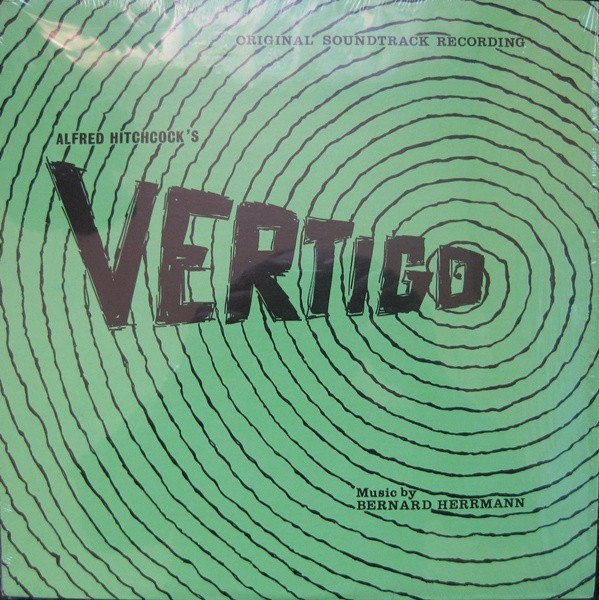 ORIGINAL SOUNDTRACK RECORDING
ALFRED HITCHCOCK'S
VERTIGO
Music by
BERNARD HERRMANN